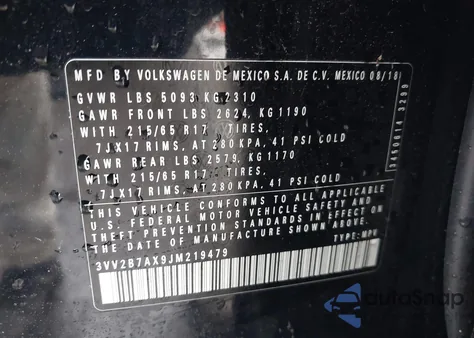 MFD BY VOLKSWAGEN DE MEXICO S.A. DE C.V. MEXICO 08/18
GVWR LBS 5093 KG 2310
GAWR FRONT LBS 2624, KG 1190
WITH 215/65 R17 TIRES,
7JX17 RIMS, AT 280 KPA, 41 PSI COLD
GAWR REAR LBS 2579, KG 1170
WITH 215/65 R17 TIRES,
7JX17 RIMS, AT 280 KPA, 41 PSI COLD
THIS VEHICLE CONFORMS TO ALL APPLICABLE
U.S. FEDERAL MOTOR VEHICLE SAFETY AND
THEFT PREVENTION STANDARDS IN EFFECT
ON THE DATE OF MANUFACTURE SHOWN ABOVE
3VV2B7AX9JM219479
TYPE: MPV
autoSnap